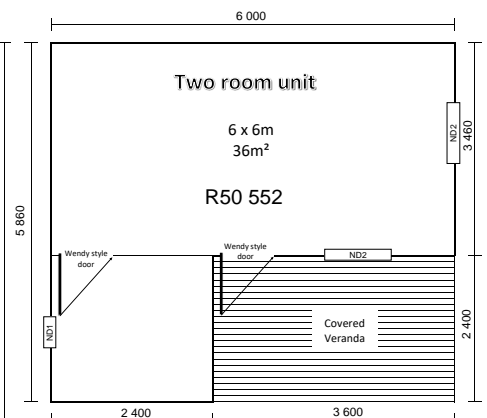 6 000
Two room unit
6 x 6m
36m²
R50 552
ND2
3 460
5 860
Wendy style
door
Wendy style
door
ND2
ND1
Covered
Veranda
2 400
2 400
3 600